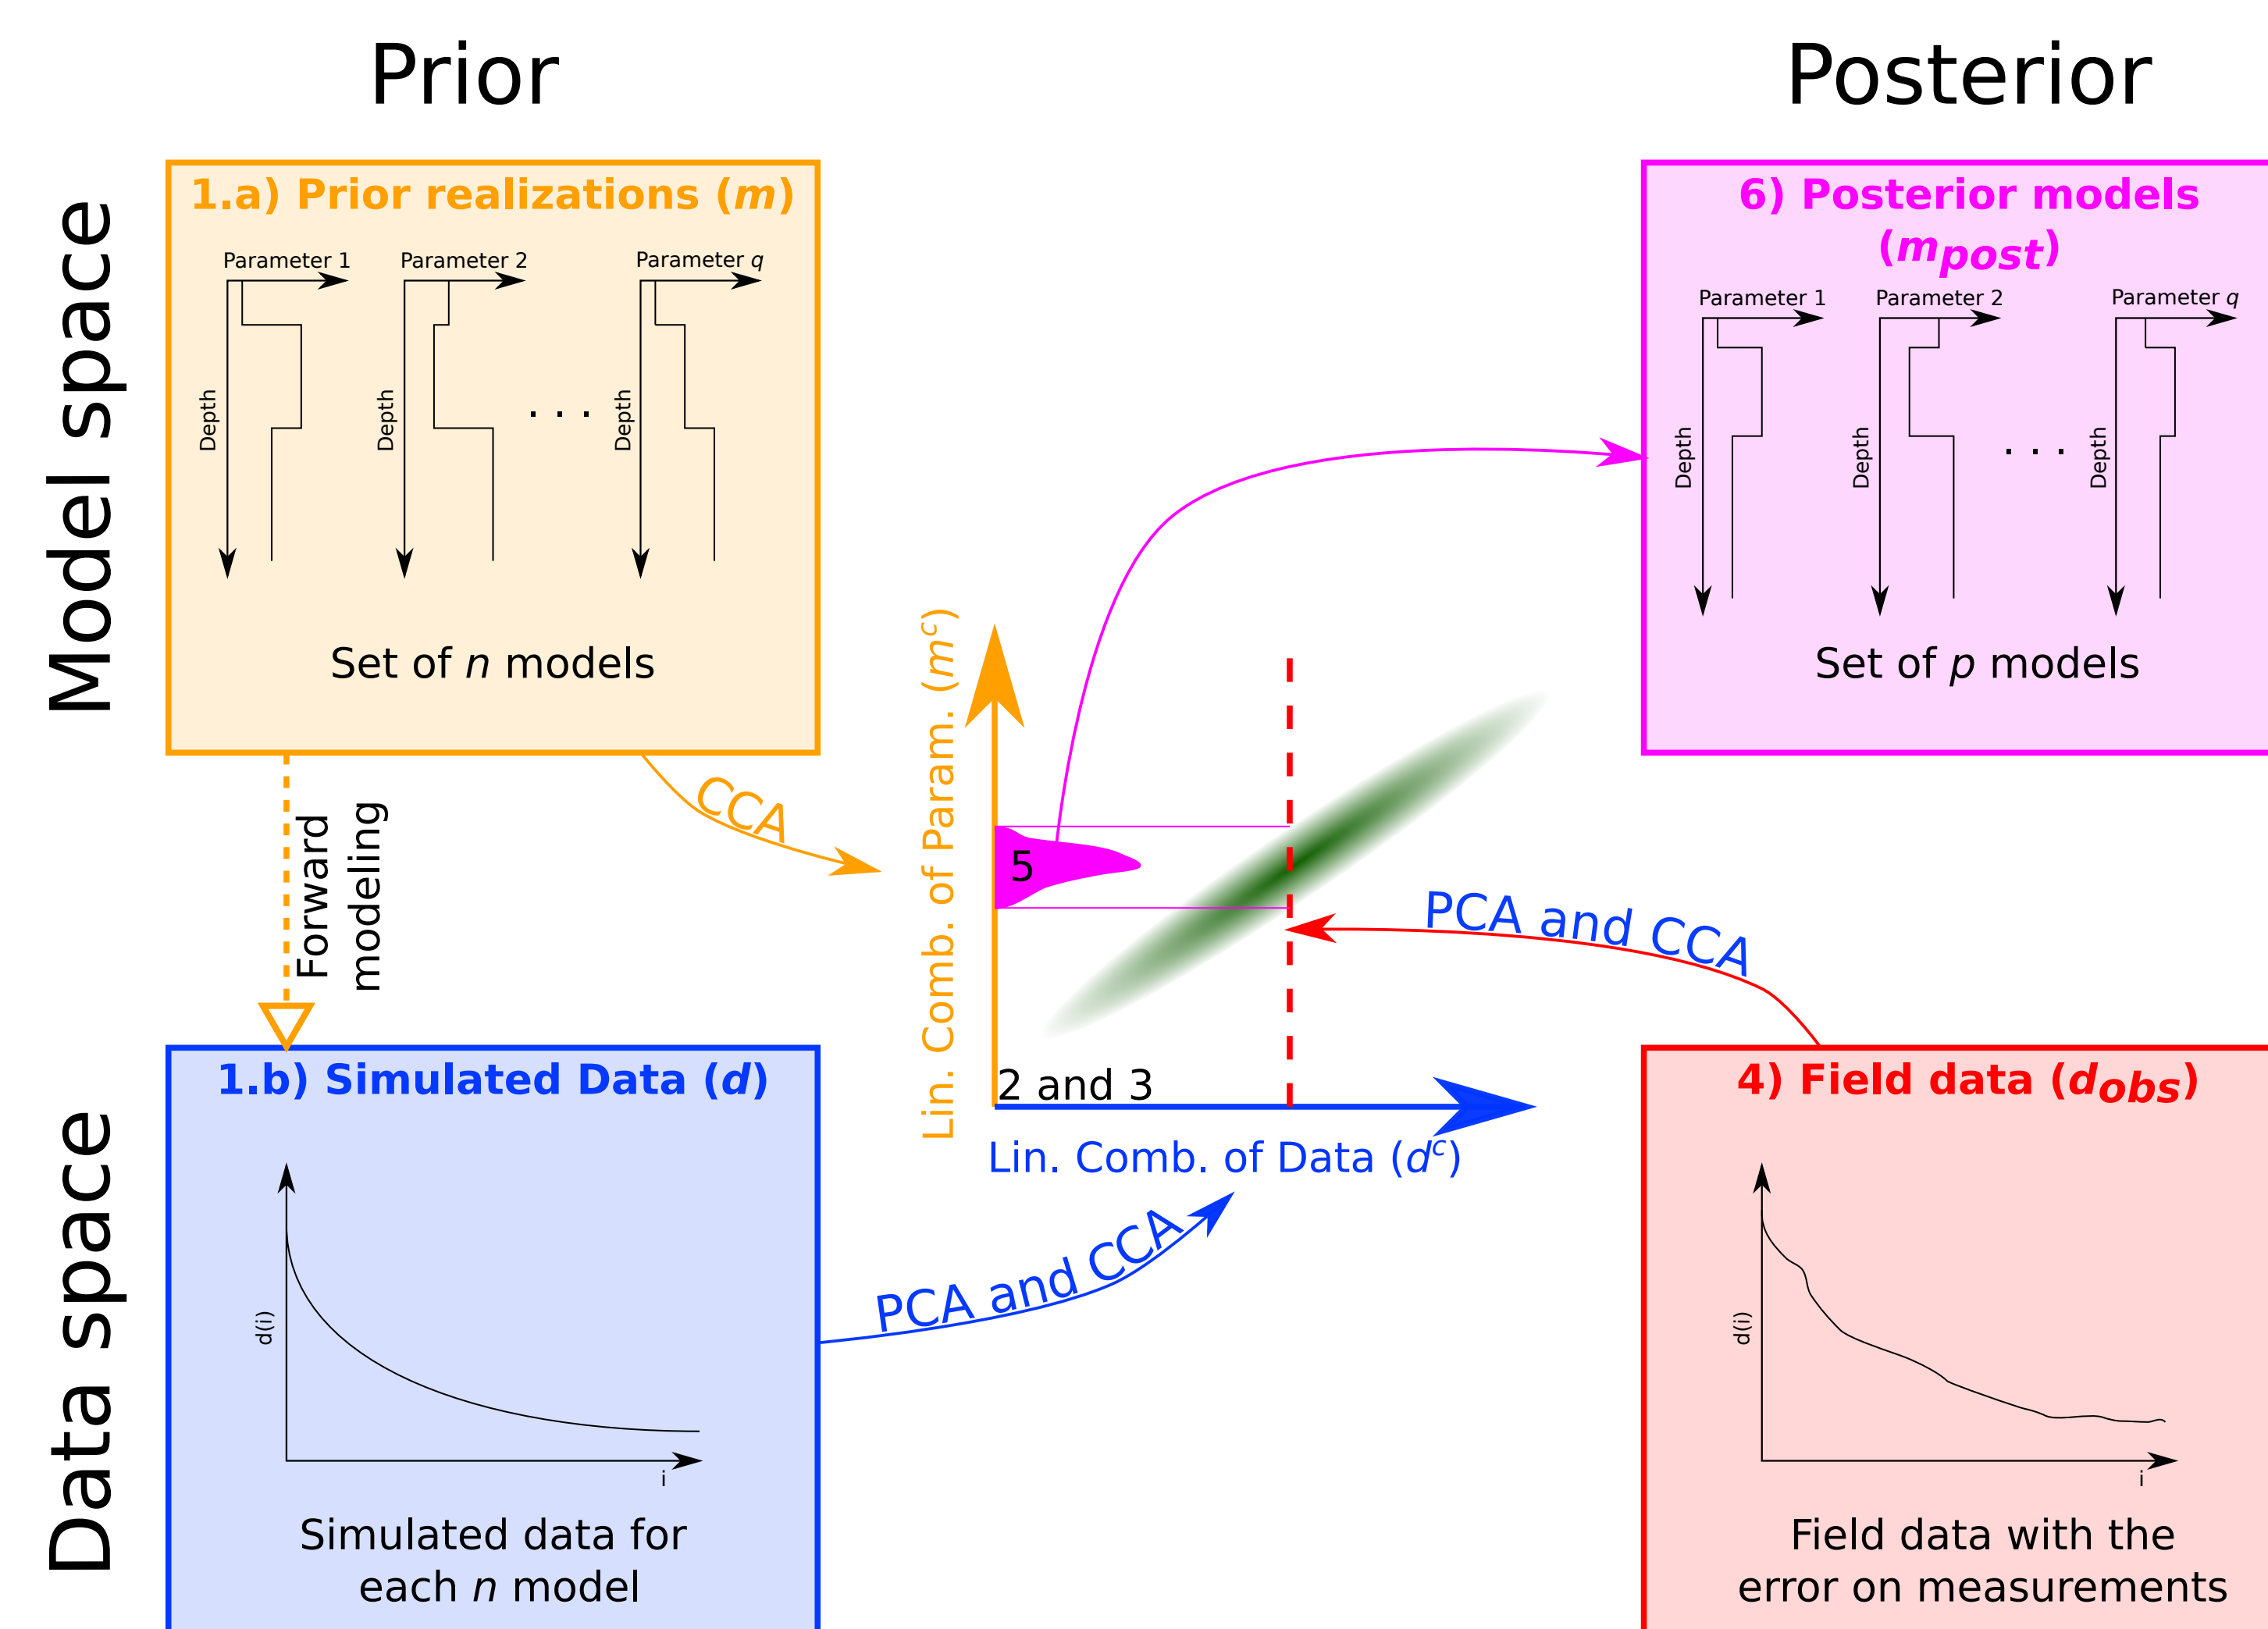 Prior
Posterior
Model space
1.a) Prior realizations (m)
Parameter 1
Parameter 2
Parameter q
Depth
Depth
. . .
Depth
Set of n models
6) Posterior models
(mpost)
Parameter 1
Parameter 2
Parameter q
Depth
Depth
. . .
Depth
Set of p models
Forward
modeling
CCA
Lin. Comb. of Param. (mᶜ)
5
2 and 3
Lin. Comb. of Data (dᶜ)
PCA and CCA
PCA and CCA
Data space
1.b) Simulated Data (d)
d(i)
i
Simulated data for
each n model
4) Field data (dobs)
d(i)
i
Field data with the
error on measurements